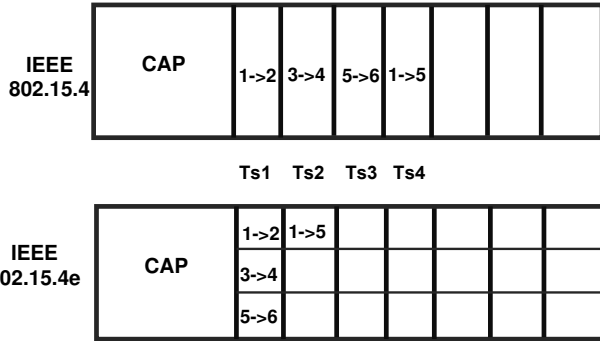 IEEE
802.15.4
CAP
1->2 3->4 5->6 1->5
Ts1 Ts2 Ts3 Ts4
IEEE
02.15.4e
CAP
1->2 1->5
3->4
5->6